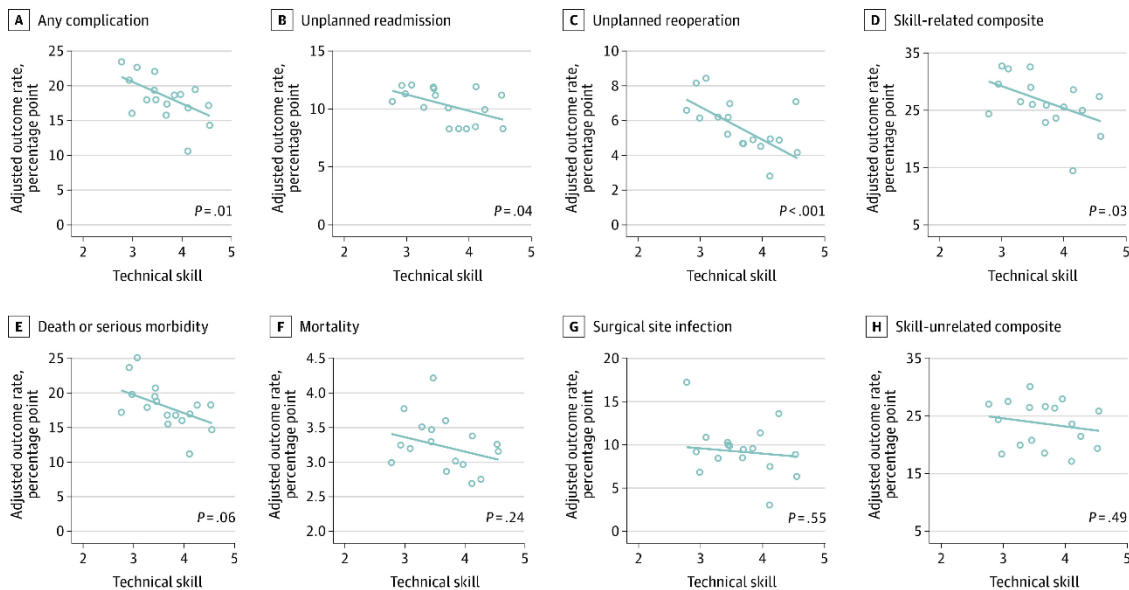 A Any complication
Adjusted outcome rate,
percentage point
25
20
15
10
5
0
P = .01
2 3 4 5
Technical skill
B Unplanned readmission
Adjusted outcome rate,
percentage point
15
10
5
0
P = .04
2 3 4 5
Technical skill
C Unplanned reoperation
Adjusted outcome rate,
percentage point
10
8
6
4
2
0
P < .001
2 3 4 5
Technical skill
D Skill-related composite
Adjusted outcome rate,
percentage point
35
25
15
5
P = .03
2 3 4 5
Technical skill
E Death or serious morbidity
Adjusted outcome rate,
percentage point
25
20
15
10
5
0
P = .06
2 3 4 5
Technical skill
F Mortality
Adjusted outcome rate,
percentage point
4.5
4.0
3.5
3.0
2.5
2.0
P = .24
2 3 4 5
Technical skill
G Surgical site infection
Adjusted outcome rate,
percentage point
20
15
10
5
0
P = .55
2 3 4 5
Technical skill
H Skill-unrelated composite
Adjusted outcome rate,
percentage point
35
25
15
5
P = .49
2 3 4 5
Technical skill